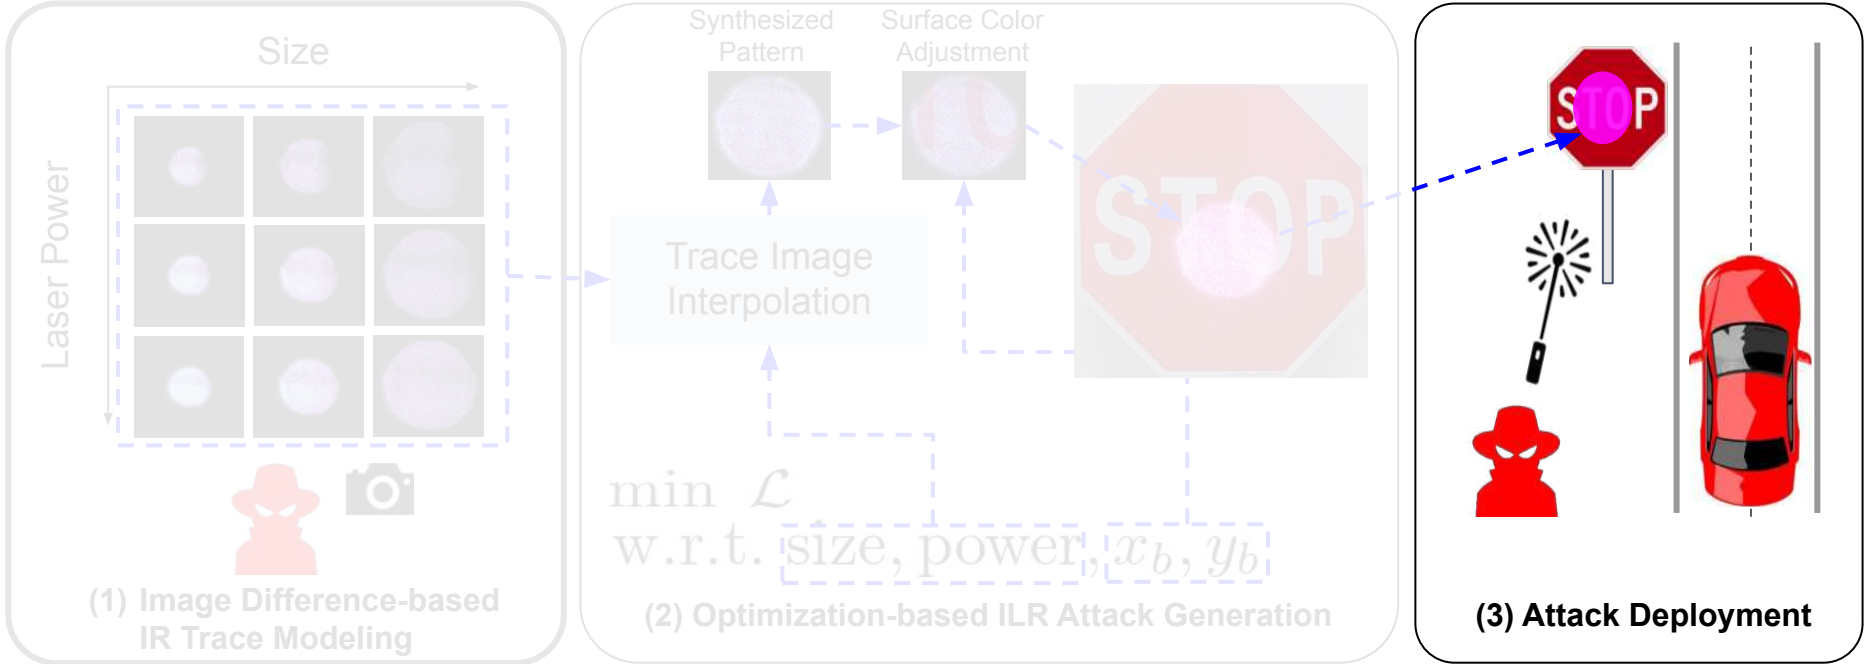 Size
Laser Power
(1) Image Difference-based
IR Trace Modeling
Synthesized
Pattern
Surface Color
Adjustment
Trace Image
Interpolation
STOP
min ℒ
w.r.t. size, power, x_b, y_b
(2) Optimization-based ILR Attack Generation
STOP
(3) Attack Deployment